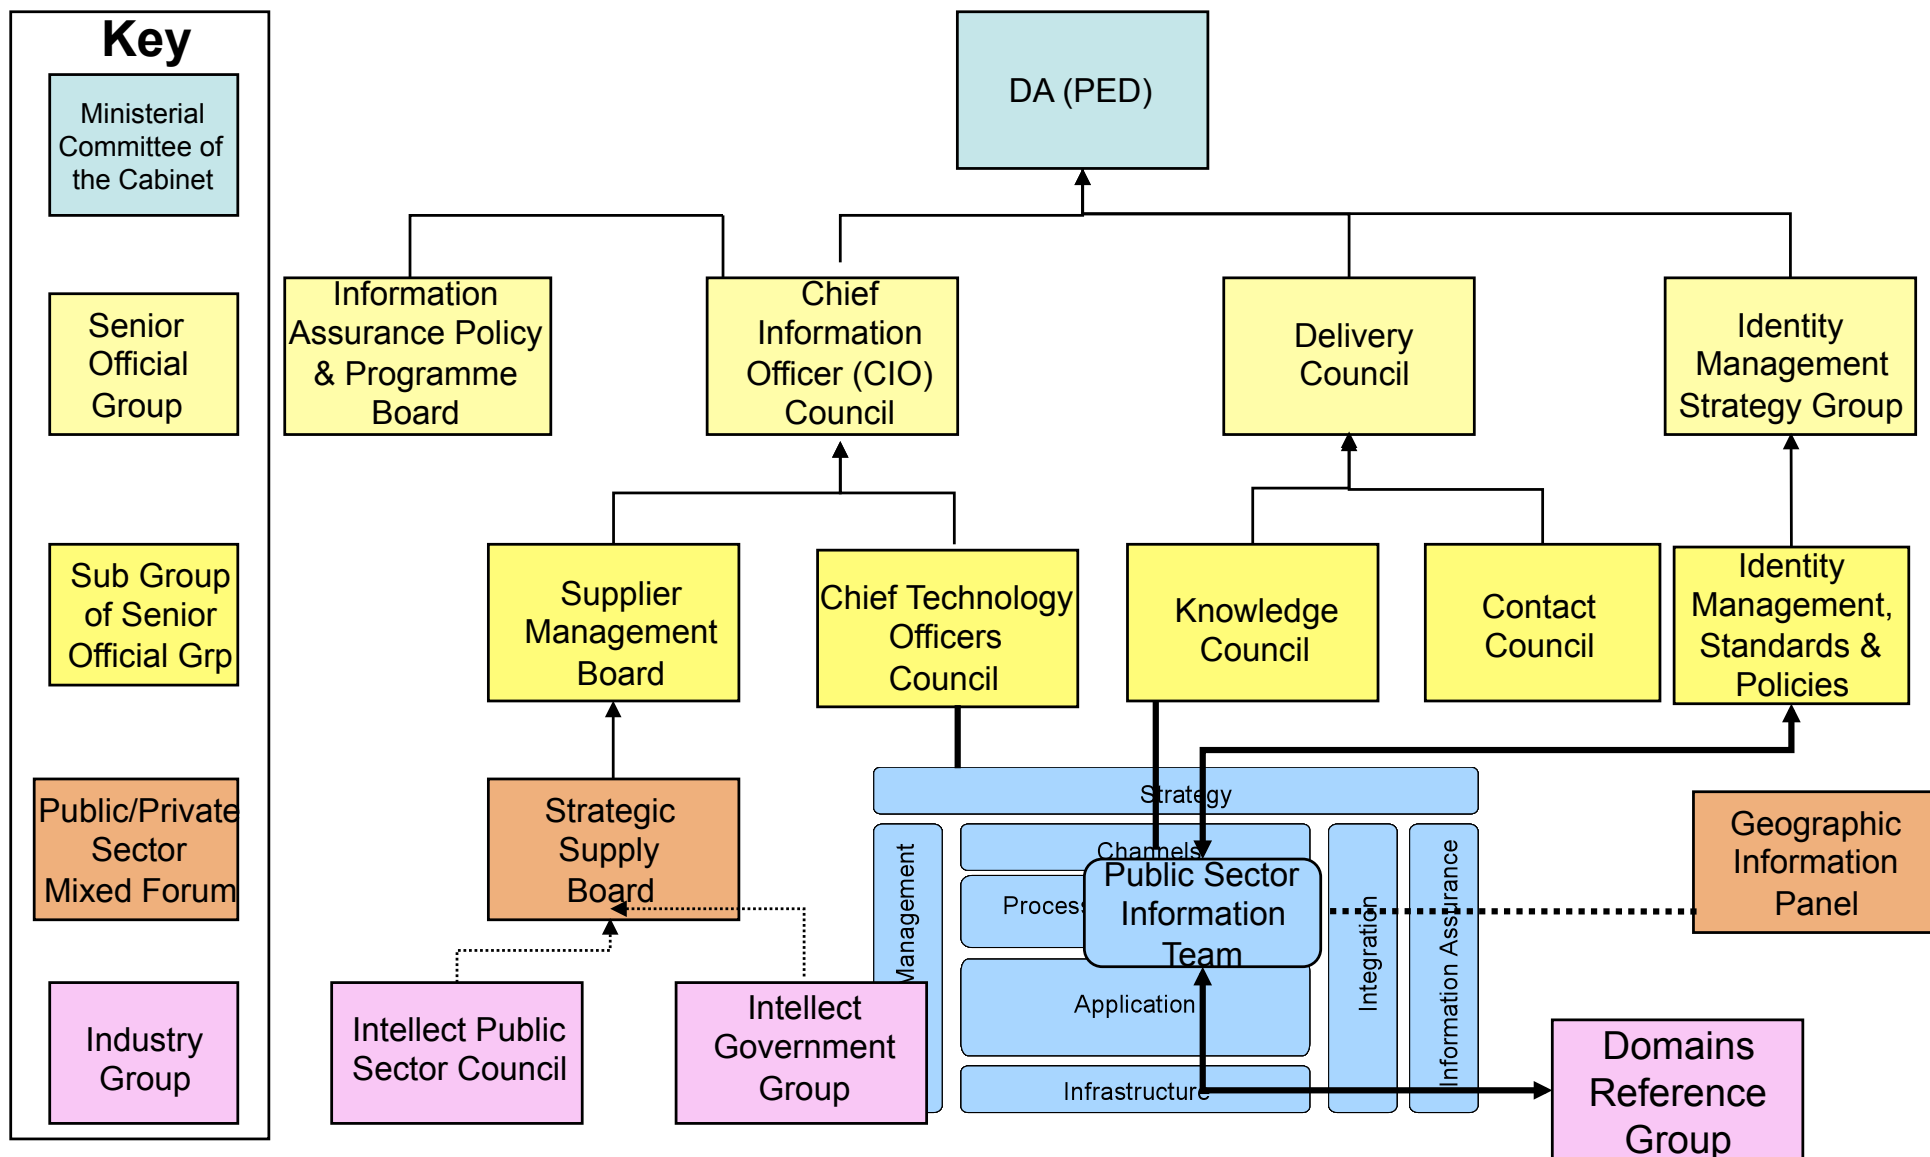 Key
Ministerial
Committee of
the Cabinet
Senior
Official
Group
Sub Group
of Senior
Official Grp
Public/Private
Sector
Mixed Forum
Industry
Group
DA (PED)
Information
Assurance Policy
& Programme
Board
Chief
Information
Officer (CIO)
Council
Delivery
Council
Identity
Management
Strategy Group
Supplier
Management
Board
Chief Technology
Officers
Council
Knowledge
Council
Contact
Council
Identity
Management,
Standards &
Policies
Strategic
Supply
Board
Strategy
Management
Channels
Process
Public Sector
Information
Team
Application
Infrastructure
Integration
Information Assurance
Geographic
Information
Panel
Intellect Public
Sector Council
Intellect
Government
Group
Domains
Reference
Group